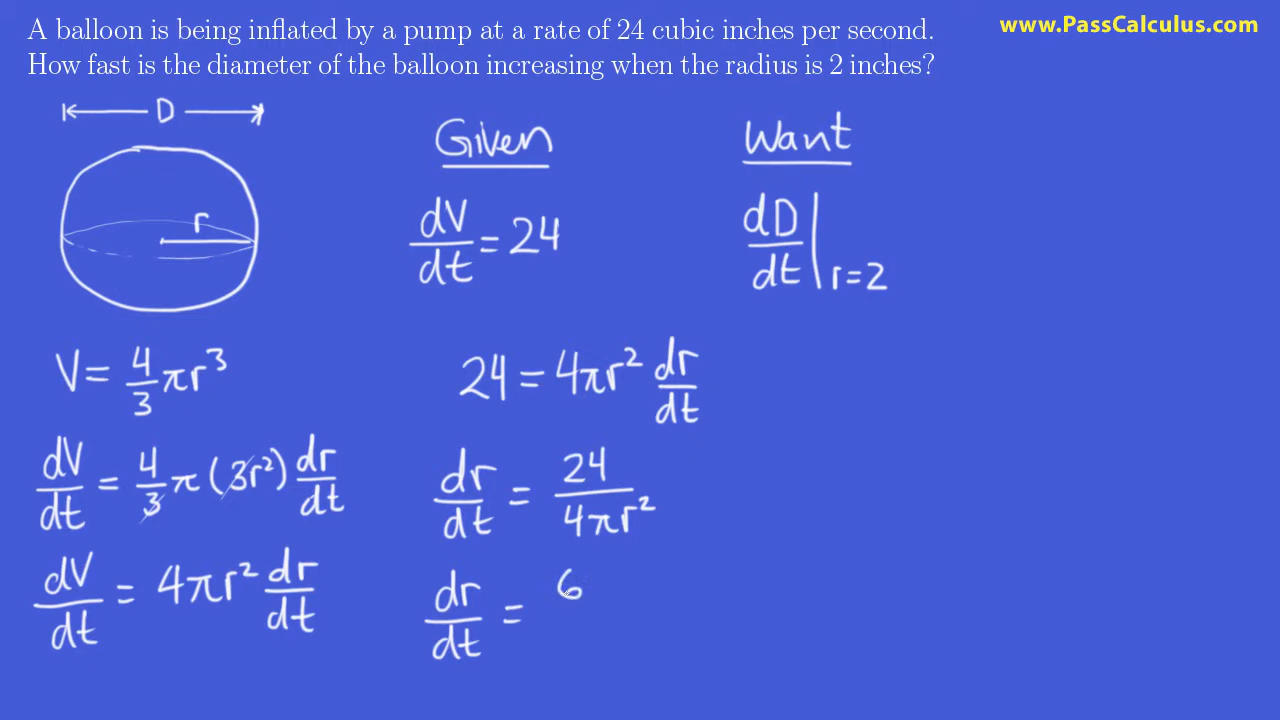 A balloon is being inflated by a pump at a rate of 24 cubic inches per second.
How fast is the diameter of the balloon increasing when the radius is 2 inches?
www.PassCalculus.com
D
r
Given
dV/dt = 24
Want
dD/dt | r=2
V = 4/3 πr³
dV/dt = 4/3 π (3r²) dr/dt
dV/dt = 4πr² dr/dt
24 = 4πr² dr/dt
dr/dt = 24/4πr²
dr/dt = 6